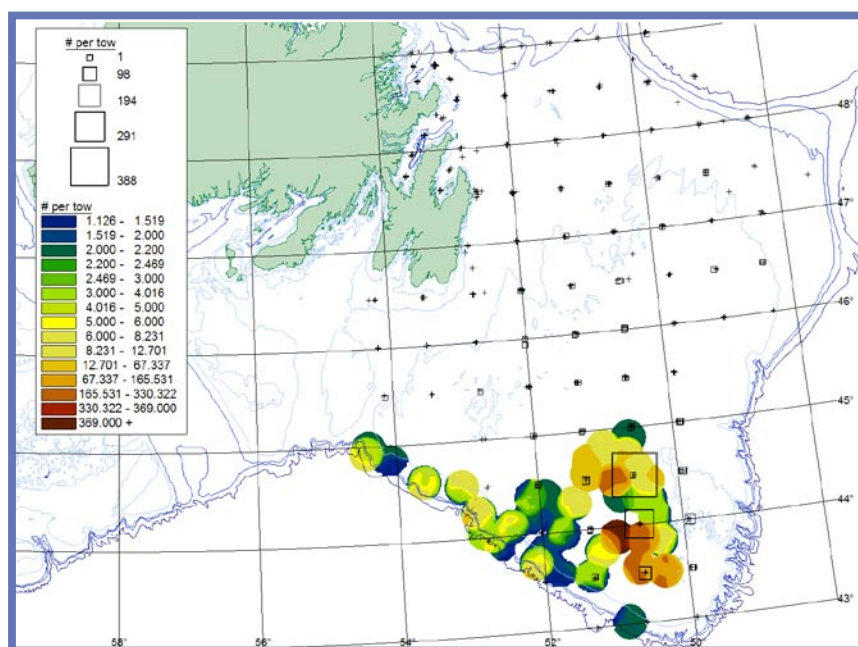 # per tow
1
98
194
291
388
# per tow
1.126 - 1.519
1.519 - 2.000
2.000 - 2.200
2.200 - 2.469
2.469 - 3.000
3.000 - 4.016
4.016 - 5.000
5.000 - 6.000
6.000 - 8.231
8.231 - 12.701
12.701 - 67.337
67.337 - 165.531
165.531 - 330.322
330.322 - 369.000
369.000 +
48°
47°
46°
45°
44°
43°
58°
56°
54°
52°
50°